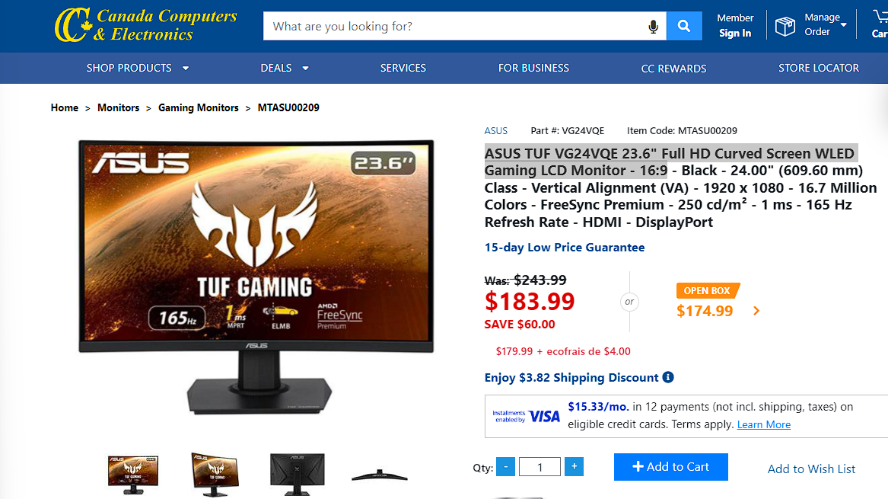 Canada Computers
& Electronics
What are you looking for?
Member
Sign In
Manage
Order
Car
SHOP PRODUCTS
DEALS
SERVICES
FOR BUSINESS
CC REWARDS
STORE LOCATOR
Home > Monitors > Gaming Monitors > MTASU00209
ASUS Part #: VG24VQE Item Code: MTASU00209
ASUS TUF VG24VQE 23.6" Full HD Curved Screen WLED
Gaming LCD Monitor - 16:9 - Black - 24.00" (609.60 mm)
Class - Vertical Alignment (VA) - 1920 x 1080 - 16.7 Million
Colors - FreeSync Premium - 250 cd/m² - 1 ms - 165 Hz
Refresh Rate - HDMI - DisplayPort
15-day Low Price Guarantee
Was: $243.99
$183.99
SAVE $60.00
or
OPEN BOX
$174.99
$179.99 + ecofrais de $4.00
Enjoy $3.82 Shipping Discount
Instalments
enabled by VISA
$15.33/mo. in 12 payments (not incl. shipping, taxes) on
eligible credit cards. Terms apply. Learn More
Qty: - 1 +
Add to Cart
Add to Wish List
ASUS
23.6"
TUF GAMING
165Hz
1ms
MPRT
ELMB
AMD
FreeSync
Premium
ASUS